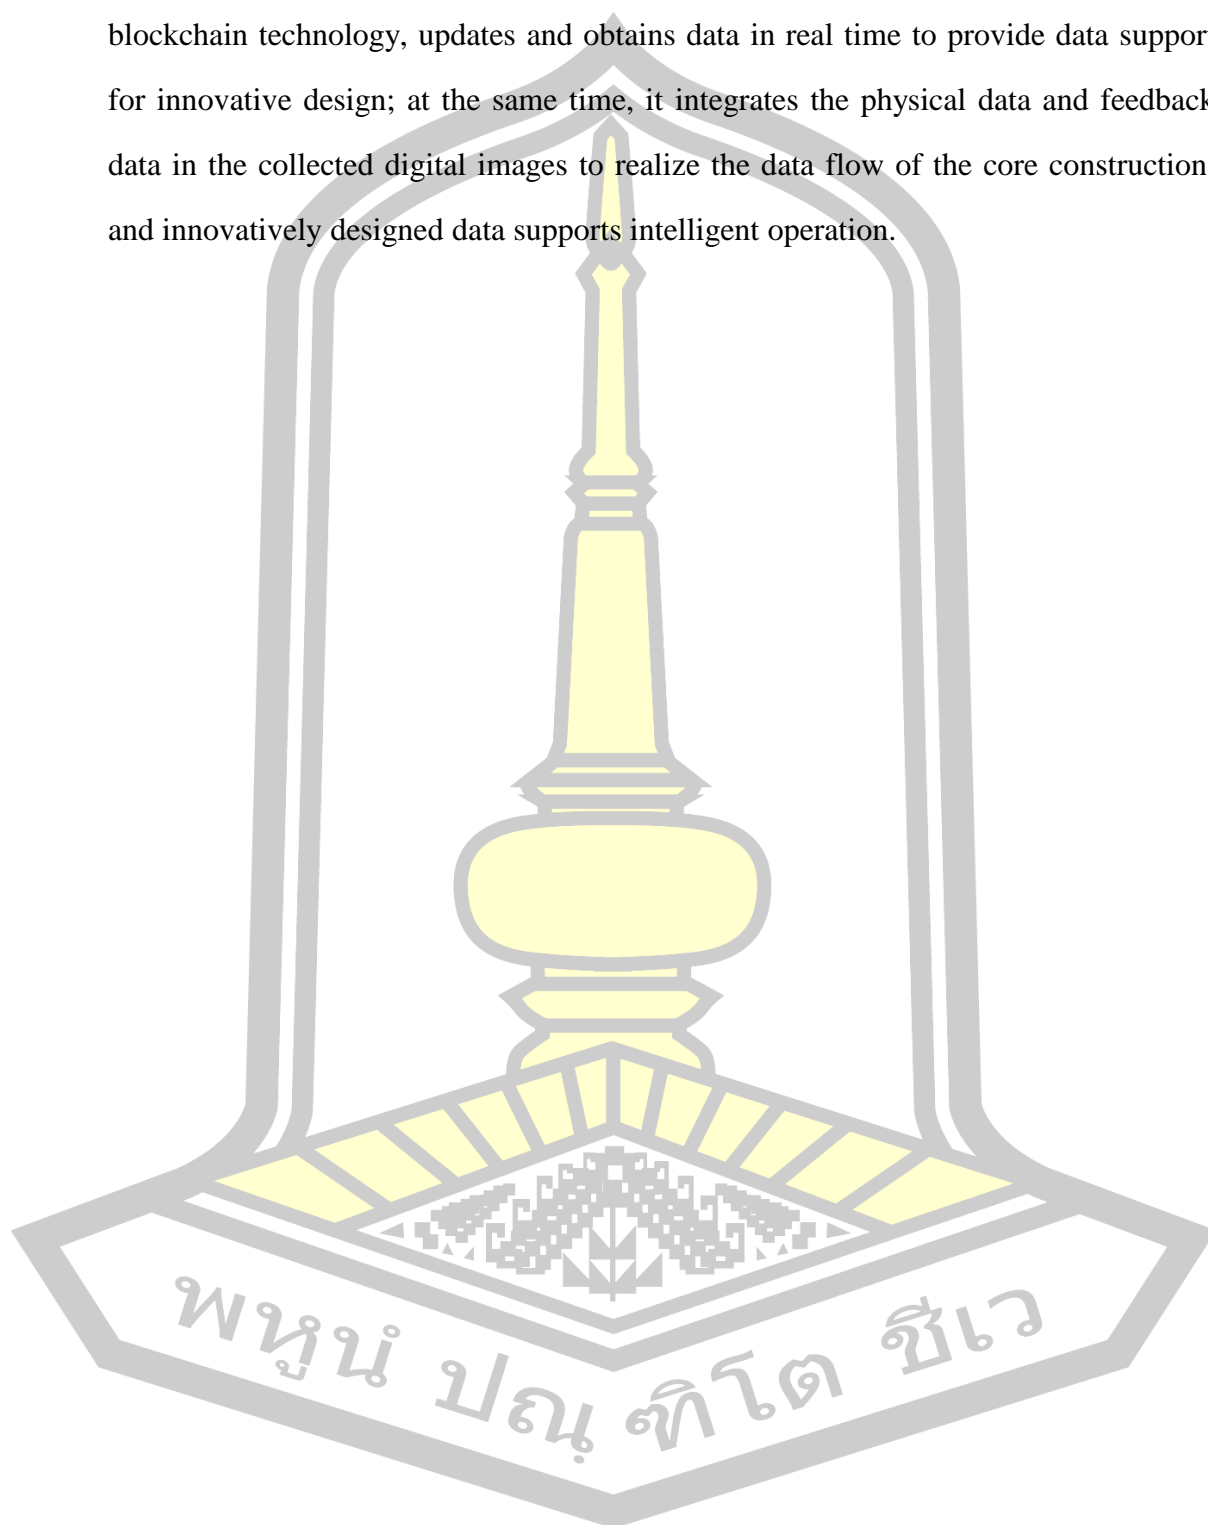 blockchain technology, updates and obtains data in real time to provide data support
for innovative design; at the same time, it integrates the physical data and feedback
data in the collected digital images to realize the data flow of the core construction
and innovatively designed data supports intelligent operation.
พหูนํ ปณฺ ฑิโต ชีเว